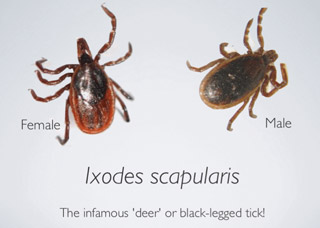 Female
Male
Ixodes scapularis
The infamous 'deer' or black-legged tick!